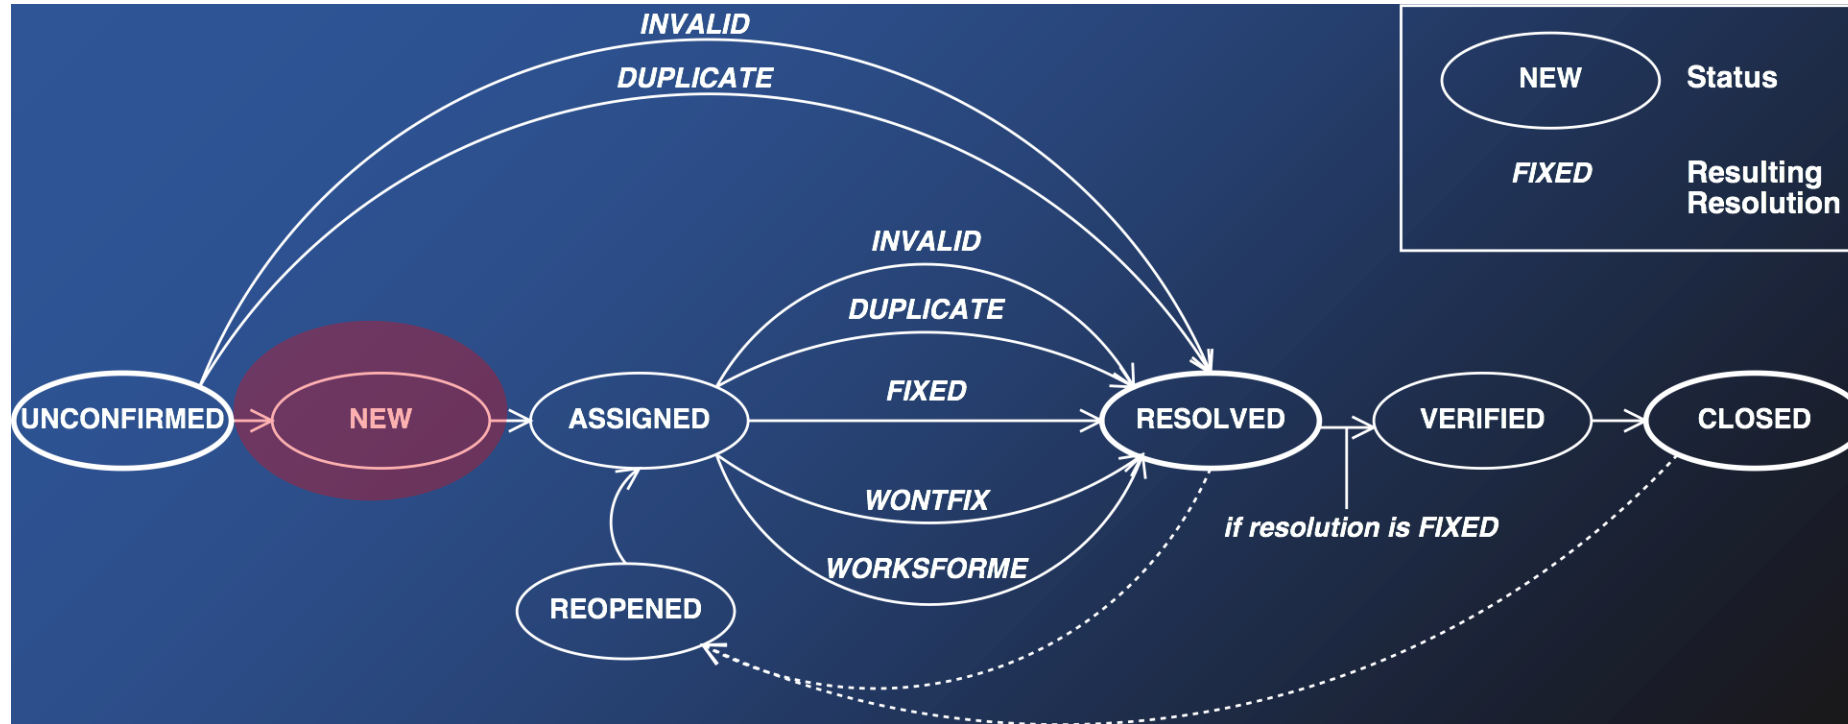 INVALID
DUPLICATE
NEW
Status
FIXED
Resulting
Resolution
INVALID
DUPLICATE
FIXED
UNCONFIRMED
NEW
ASSIGNED
RESOLVED
VERIFIED
CLOSED
WONTFIX
if resolution is FIXED
WORKSFORME
REOPENED